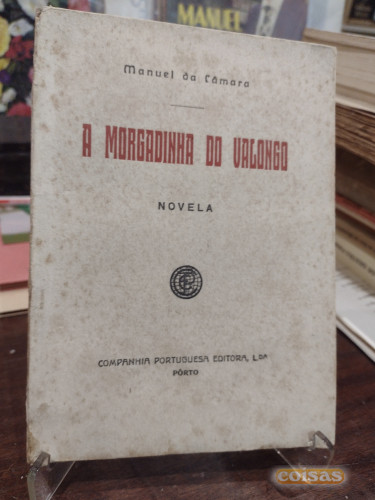 MANUEL
Manuel da Câmara
A MORGADINHA DO VALONGO
NOVELA
COMPANHIA PORTUGUESA EDITORA, L.DA
PÔRTO
coisas